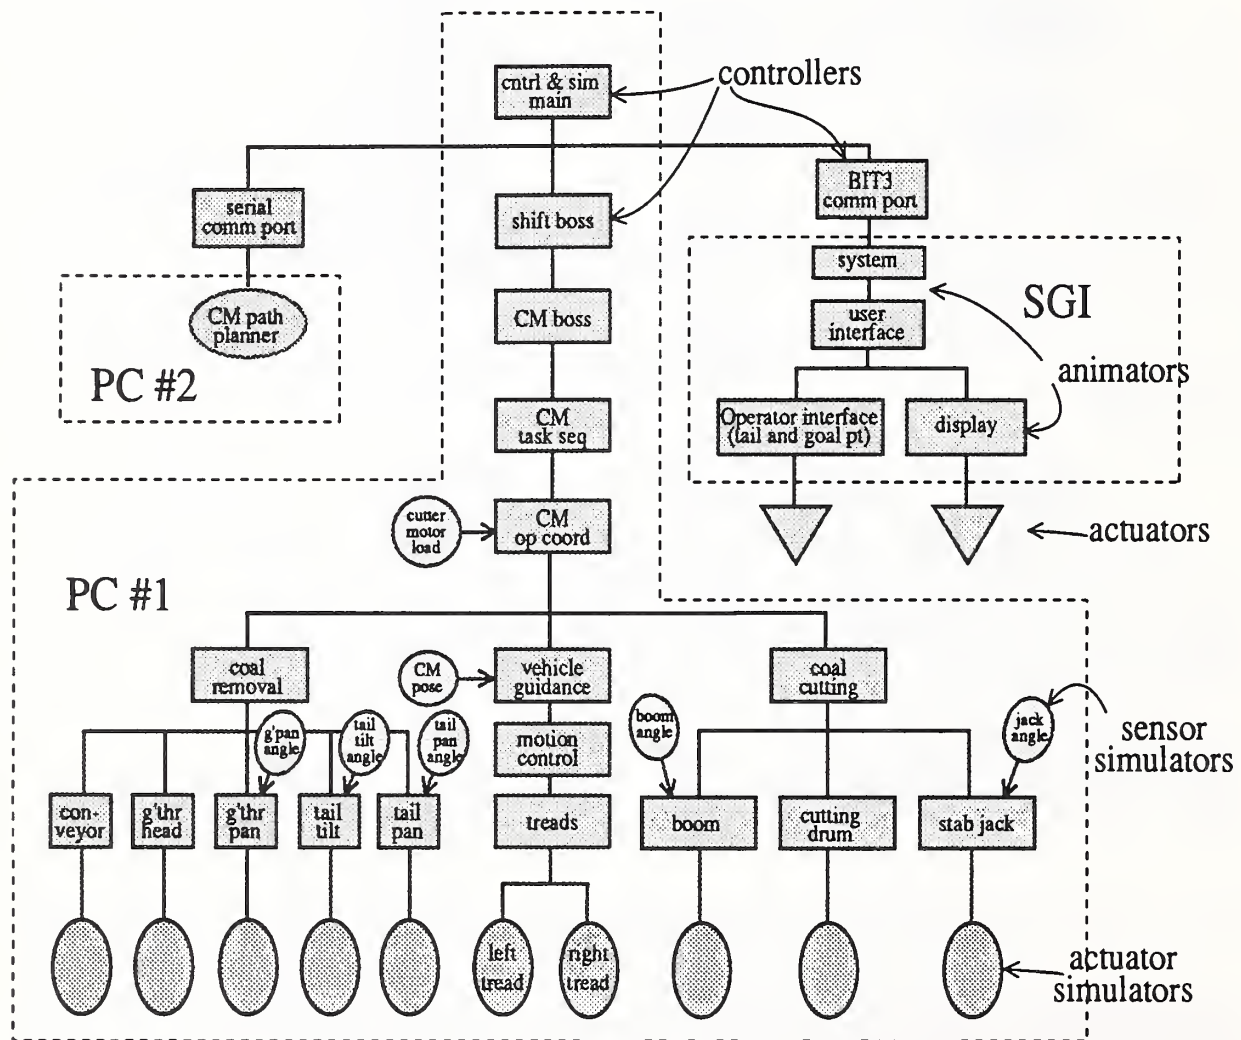 cntrl & sim
main
controllers
serial
comm port
shift boss
BIT3
comm port
system
SGI
user
interface
CM path
planner
CM boss
PC #2
animators
CM
task seq
Operator interface
(tail and goal pt)
display
cutter
motor
load
CM
op coord
actuators
PC #1
coal
removal
CM
pose
vehicle
guidance
coal
cutting
g'pan
angle
tail
tilt
angle
tail
pan
angle
motion
control
boom
angle
jack
angle
sensor
simulators
con-
veyor
g'thr
head
g'thr
pan
tail
tilt
tail
pan
treads
boom
cutting
drum
stab jack
left
tread
right
tread
actuator
simulators